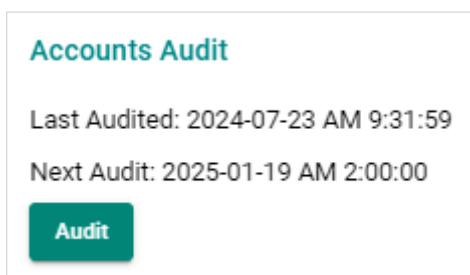 Accounts Audit
Last Audited: 2024-07-23 AM 9:31:59
Next Audit: 2025-01-19 AM 2:00:00
Audit